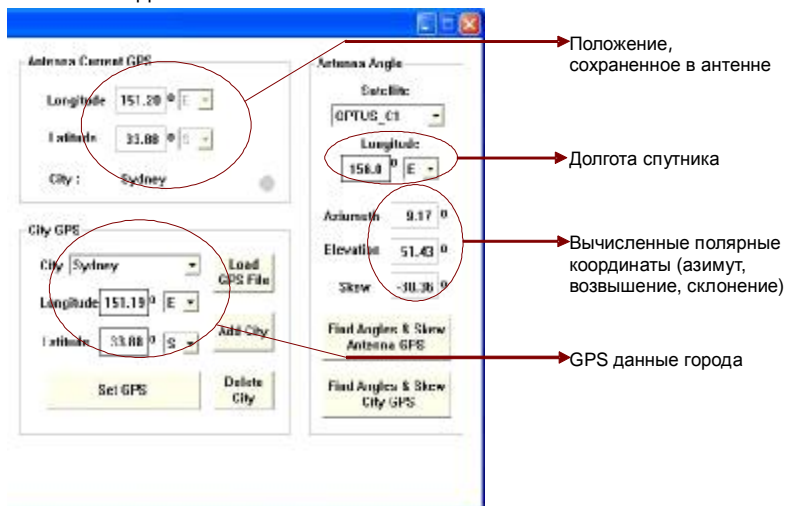 Antenna Current GPS
Longitude 151.20 º E
Latitude 33.88 º S
City : Sydney
City GPS
City Sydney
Load
GPS File
Longitude 151.19 º E
Latitude 33.88 º S
Add City
Set GPS
Delete
City
Antenna Angle
Satellite
OPTUS_C1
Longitude
156.0 º E
Aziumuth 9.17 º
Elevation 51.43 º
Skew º
Find Angles & Skew
Antenna GPS
Find Angles & Skew
City GPS
Положение,
сохраненное в антенне
Долгота спутника
Вычисленные полярные
координаты (азимут,
возвышение, склонение)
GPS данные города